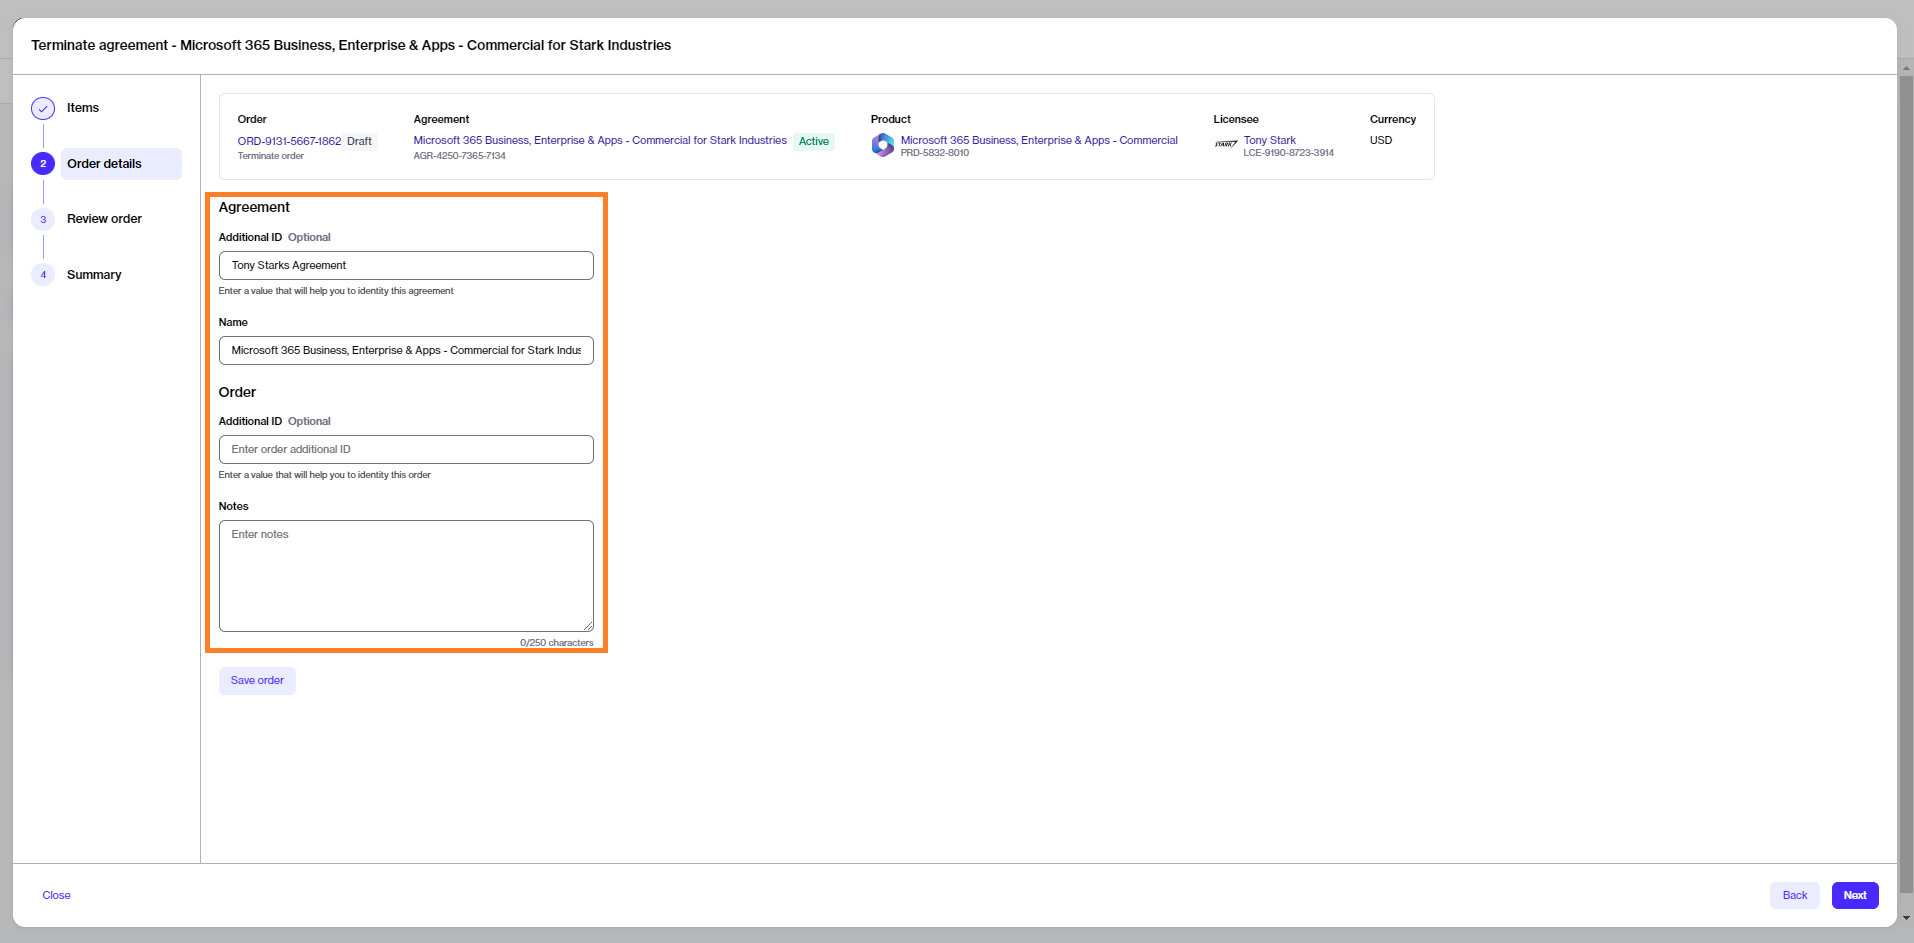 Terminate agreement - Microsoft 365 Business, Enterprise & Apps - Commercial for Stark Industries
Items
2 Order details
3 Review order
4 Summary
Order
ORD-9131-5667-1862 Draft
Terminate order
Agreement
Microsoft 365 Business, Enterprise & Apps - Commercial for Stark Industries Active
AGR-4250-7365-7134
Product
Microsoft 365 Business, Enterprise & Apps - Commercial
PRD-5832-8010
Licensee
STARK Tony Stark
LCE-9190-8723-3914
Currency
USD
Agreement
Additional ID Optional
Tony Starks Agreement
Enter a value that will help you to identity this agreement
Name
Microsoft 365 Business, Enterprise & Apps - Commercial for Stark Indus
Order
Additional ID Optional
Enter order additional ID
Enter a value that will help you to identity this order
Notes
Enter notes
0/250 characters
Save order
Close
Back
Next